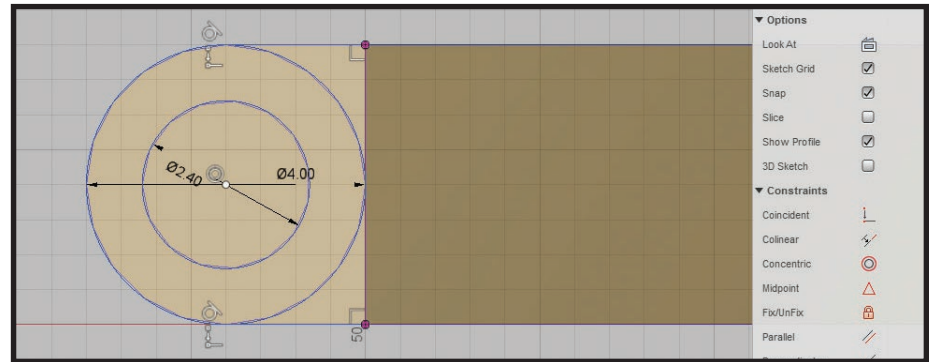 Ø2.40
Ø4.00
50
▼ Options
Look At
Sketch Grid
Snap
Slice
Show Profile
3D Sketch
▼ Constraints
Coincident
Colinear
Concentric
Midpoint
Fix/UnFix
Parallel